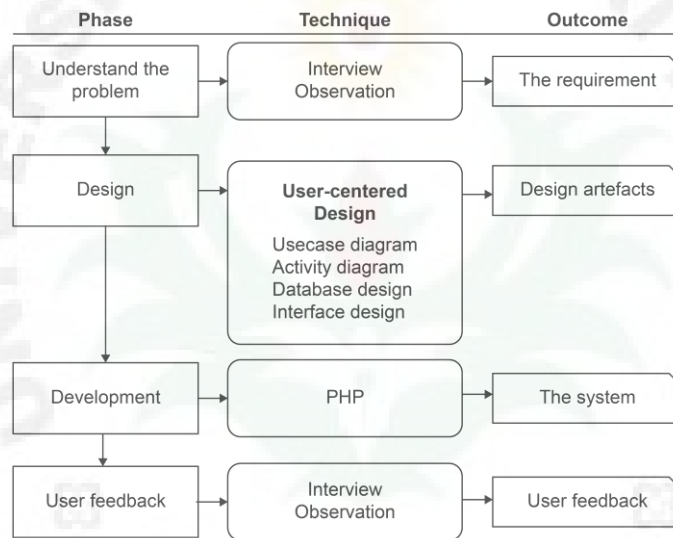 Phase Technique Outcome
Understand the
problem
Interview
Observation
The requirement
Design
User-centered
Design
Usecase diagram
Activity diagram
Database design
Interface design
Design artefacts
Development
PHP
The system
User feedback
Interview
Observation
User feedback